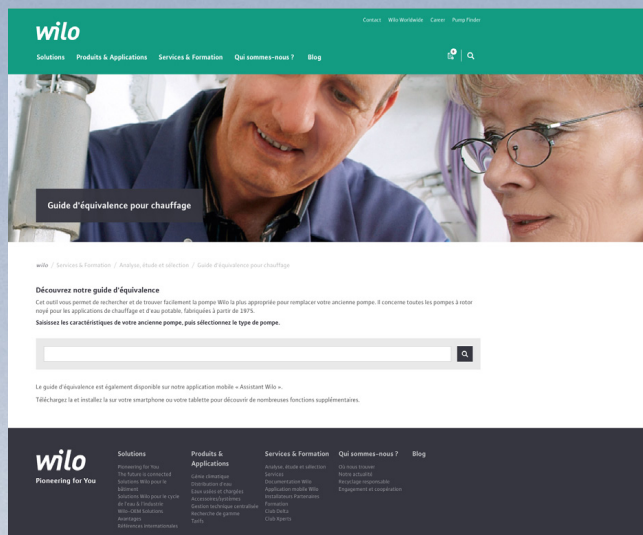 Contact Wilo Worldwide Career Pump Finder
wilo
Solutions Produits & Applications Services & Formation Qui sommes-nous ? Blog
0
Guide d'équivalence pour chauffage
wilo / Services & Formation / Analyse, étude et sélection / Guide d'équivalence pour chauffage
Découvrez notre guide d'équivalence
Cet outil vous permet de rechercher et de trouver facilement la pompe Wilo la plus appropriée pour remplacer votre ancienne pompe. Il concerne toutes les pompes à rotor
noyé pour les applications de chauffage et d'eau potable, fabriquées à partir de 1975.
Saisissez les caractéristiques de votre ancienne pompe, puis sélectionnez le type de pompe.
Le guide d'équivalence est également disponible sur notre application mobile « Assistant Wilo ».
Téléchargez la et installez la sur votre smartphone ou votre tablette pour découvrir de nombreuses fonctions supplémentaires.
wilo
Pioneering for You
Solutions
Pioneering for You
The future is connected
Solutions Wilo pour le
bâtiment
Solutions Wilo pour le cycle
de l'eau & l'industrie
Wilo-OEM Solutions
Avantages
Références internationales
Produits &
Applications
Génie climatique
Distribution d'eau
Eaux usées et chargées
Accessoires/Systèmes
Gestion technique centralisée
Recherche de gamme
Tarifs
Services & Formation
Analyse, étude et sélection
Services
Documentation Wilo
Application mobile Wilo
Installateurs Partenaires
Formation
Club Delta
Club Xperts
Qui sommes-nous ?
Où nous trouver
Notre actualité
Recyclage responsable
Engagement et coopération
Blog